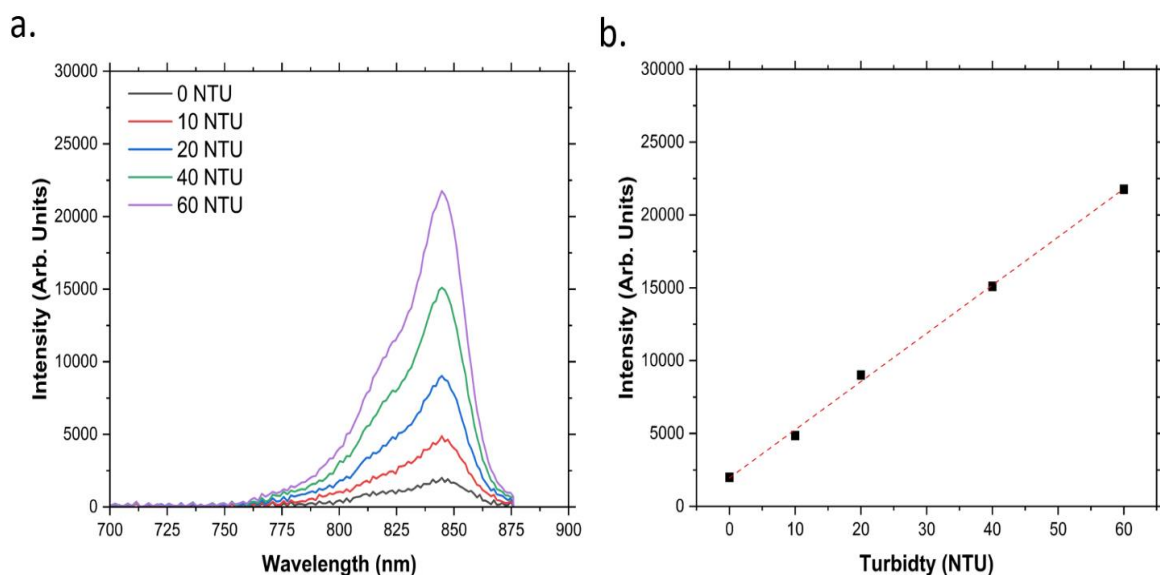 a.
30000
25000
20000
15000
10000
5000
0
Intensity (Arb. Units)
0 NTU
10 NTU
20 NTU
40 NTU
60 NTU
700 725 750 775 800 825 850 875 900
Wavelength (nm)
b.
30000
25000
20000
15000
10000
5000
0
Intensity (Arb. Units)
0 10 20 30 40 50 60
Turbidty (NTU)